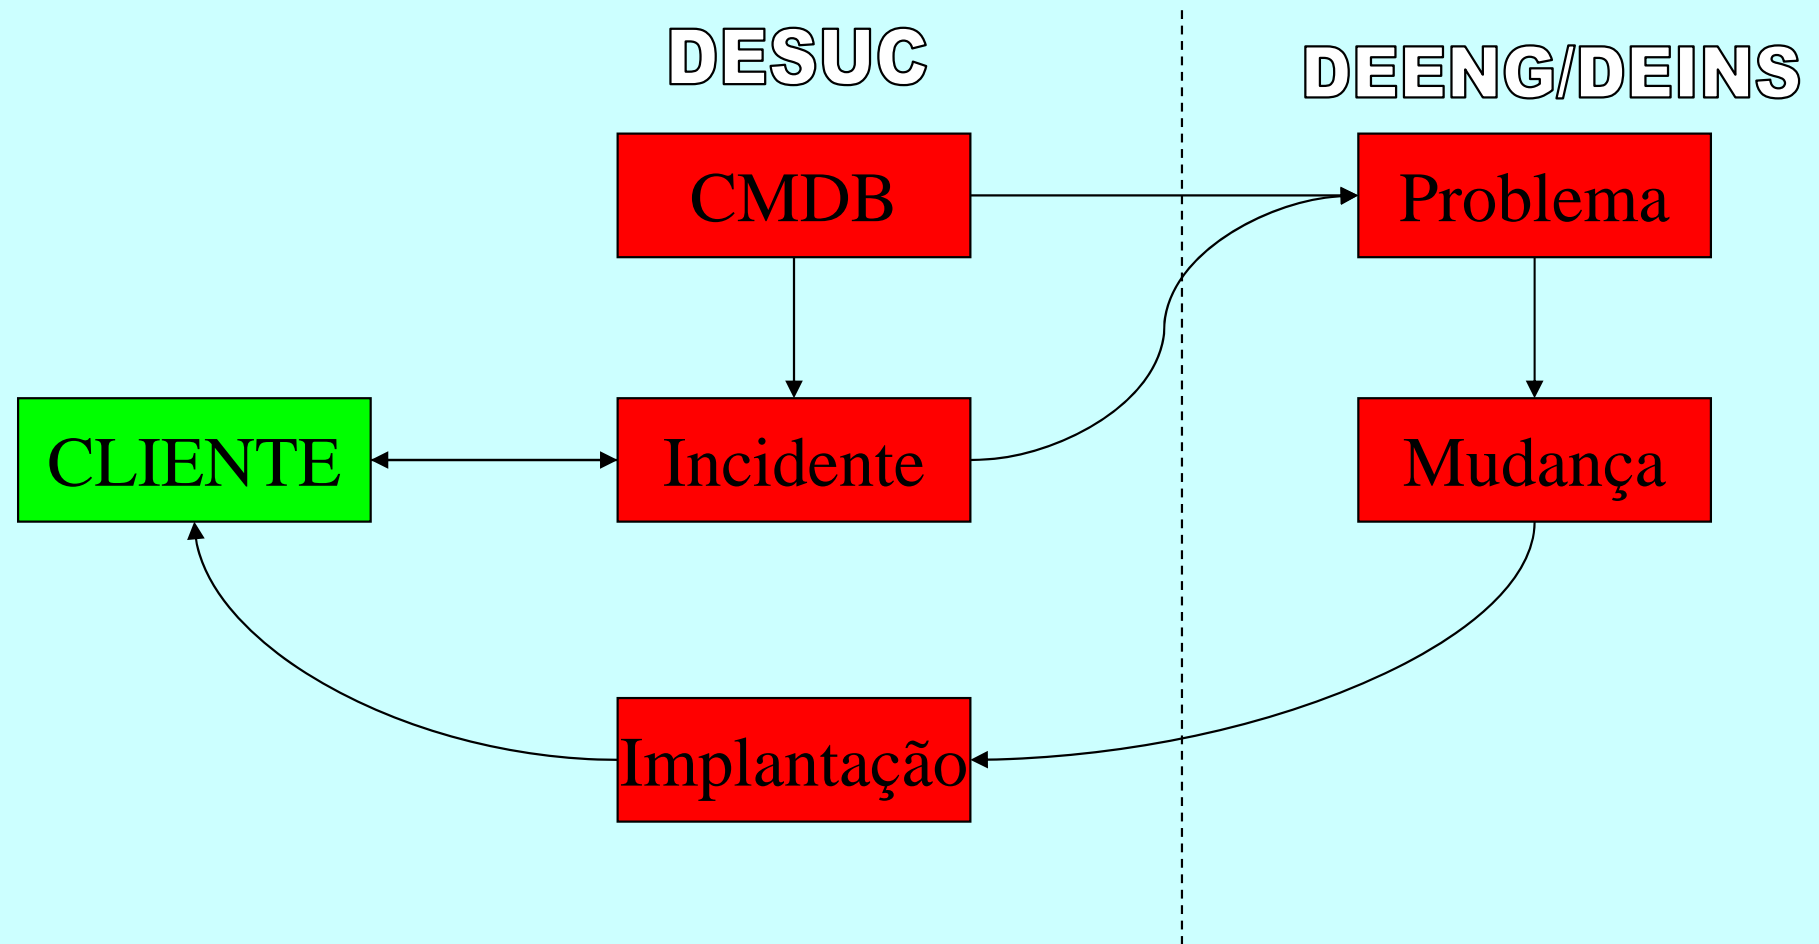 DESUC
DEENG/DEINS
CMDB
Problema
CLIENTE
Incidente
Mudança
Implantação